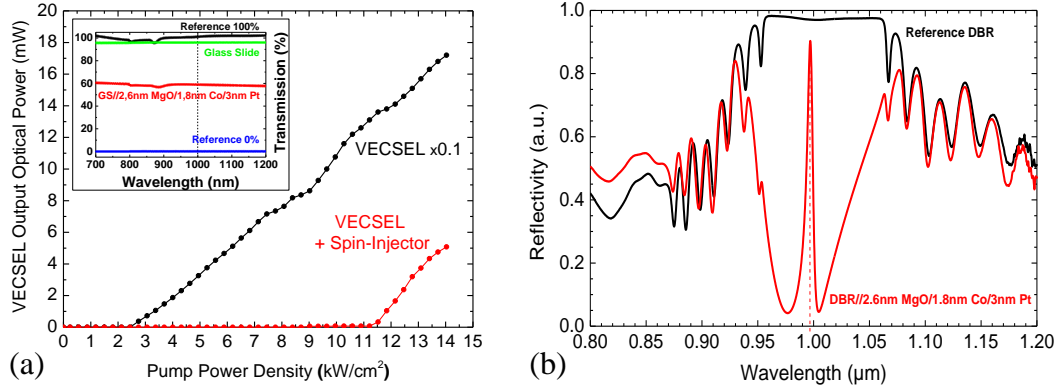 VECSEL Output Optical Power (mW)
20
18
16
14
12
10
8
6
4
2
0
0 1 2 3 4 5 6 7 8 9 10 11 12 13 14 15
Pump Power Density (kW/cm²)
(a)
VECSEL x0.1
VECSEL
+ Spin-Injector
Reference 100%
Glass Slide
GS//2,6nm MgO/1,8nm Co/3nm Pt
Reference 0%
100
80
60
40
20
0
Transmission (%)
700 800 900 1000 1100 1200
Wavelength (nm)
Reflectivity (a.u.)
1.0
0.8
0.6
0.4
0.2
0.0
0.80 0.85 0.90 0.95 1.00 1.05 1.10 1.15 1.20
Wavelength (µm)
(b)
Reference DBR
DBR//2.6nm MgO/1.8nm Co/3nm Pt